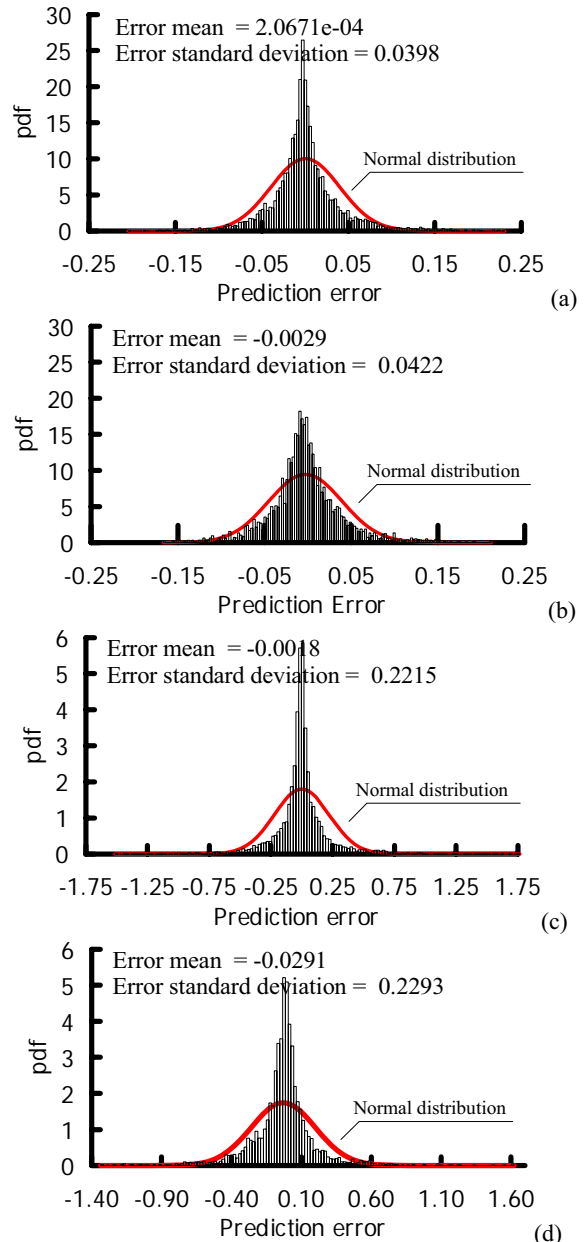 30
Error mean = 2.0671e-04
25
Error standard deviation = 0.0398
20
pdf
15
Normal distribution
10
5
0
-0.25 -0.15 -0.05 0.05 0.15 0.25
Prediction error
(a)
30
Error mean = -0.0029
25
Error standard deviation = 0.0422
20
pdf
15
Normal distribution
10
5
0
-0.25 -0.15 -0.05 0.05 0.15 0.25
Prediction Error
(b)
6
Error mean = -0.0018
5
Error standard deviation = 0.2215
4
pdf
3
2
Normal distribution
1
0
-1.75 -1.25 -0.75 -0.25 0.25 0.75 1.25 1.75
Prediction error
(c)
6
Error mean = -0.0291
5
Error standard deviation = 0.2293
4
pdf
3
2
Normal distribution
1
0
-1.40 -0.90 -0.40 0.10 0.60 1.10 1.60
Prediction error
(d)